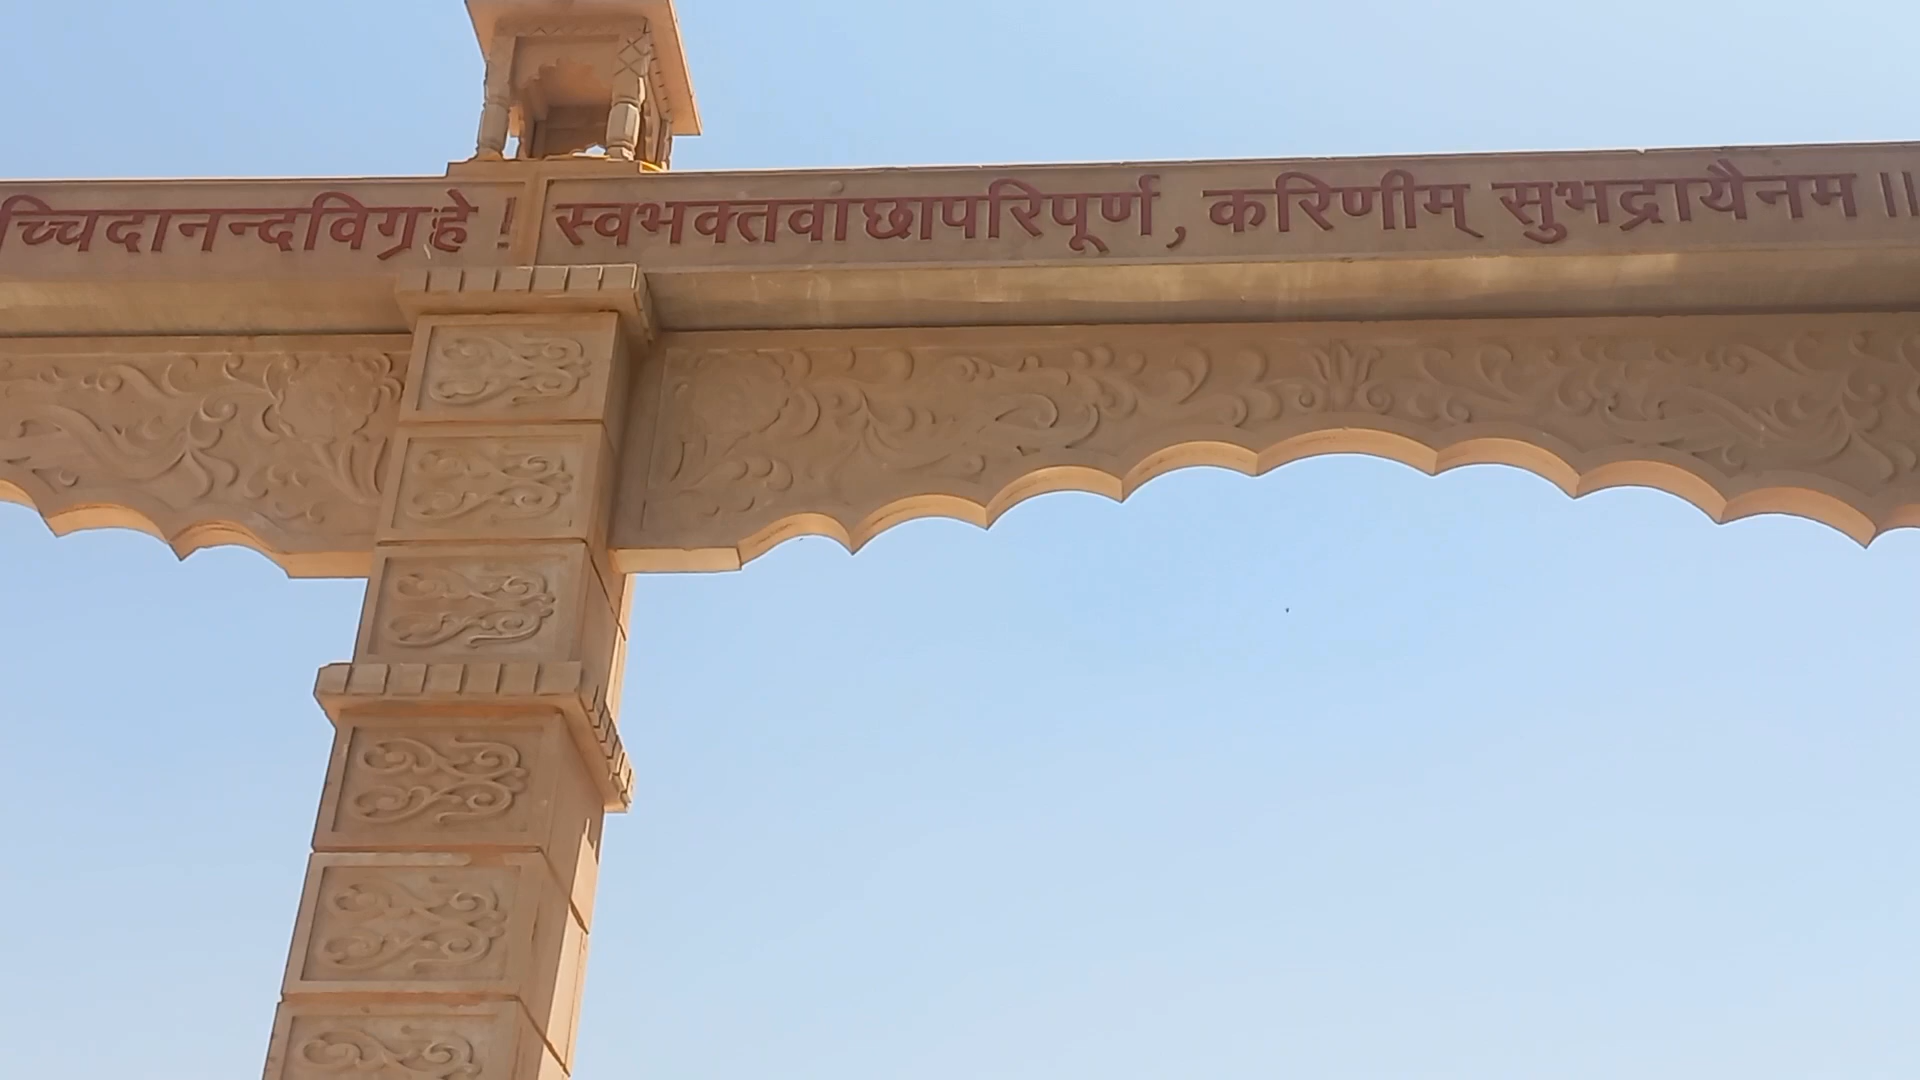 च्चिदानन्दविग्रहे ! स्वभक्तवांछापरिपूर्ण, करिणीम् सुभद्रायैनम ॥